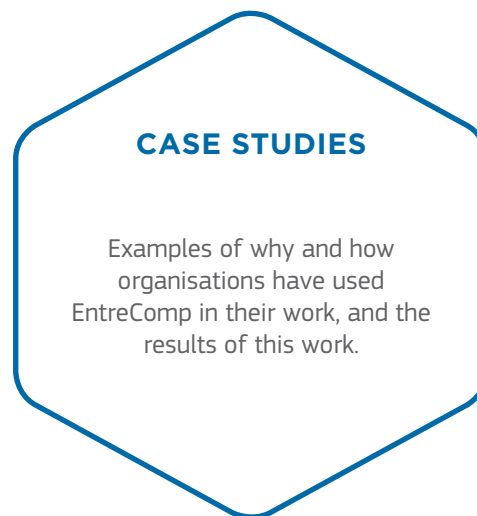 CASE STUDIES
Examples of why and how
organisations have used
EntreComp in their work, and the
results of this work.